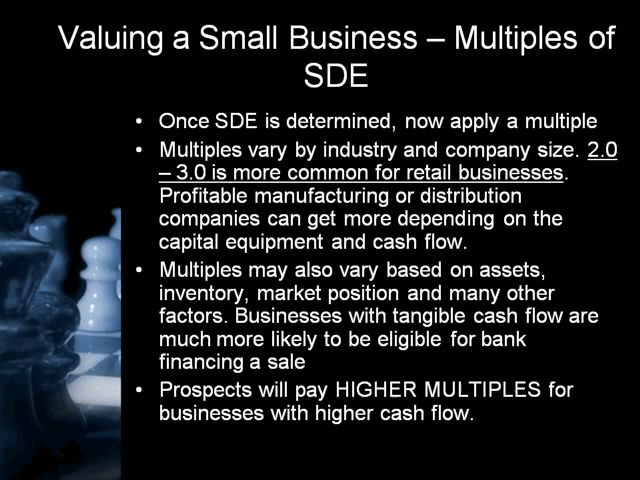 Valuing a Small Business – Multiples of
SDE
• Once SDE is determined, now apply a multiple
• Multiples vary by industry and company size. 2.0
– 3.0 is more common for retail businesses.
Profitable manufacturing or distribution
companies can get more depending on the
capital equipment and cash flow.
• Multiples may also vary based on assets,
inventory, market position and many other
factors. Businesses with tangible cash flow are
much more likely to be eligible for bank
financing a sale
• Prospects will pay HIGHER MULTIPLES for
businesses with higher cash flow.